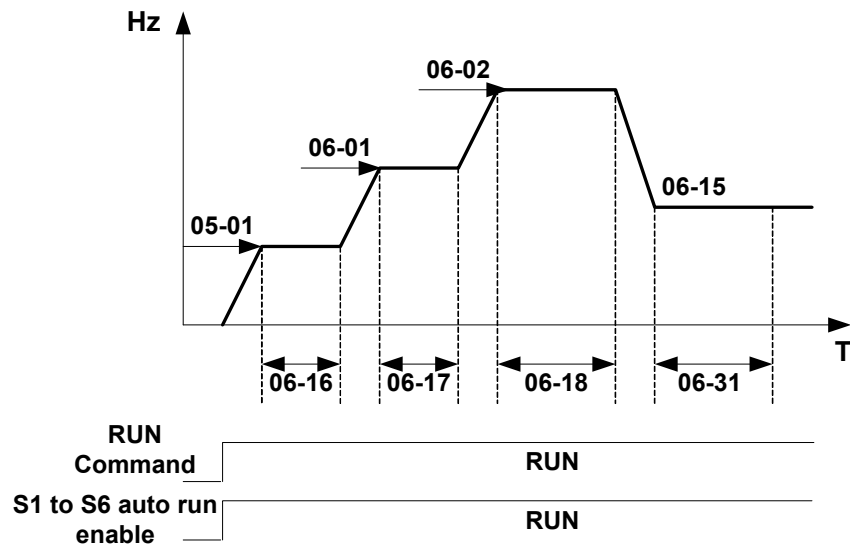 Hz
06-02
06-01
06-15
05-01
T
06-16
06-17
06-18
06-31
RUN
Command
RUN
S1 to S6 auto run
enable
RUN